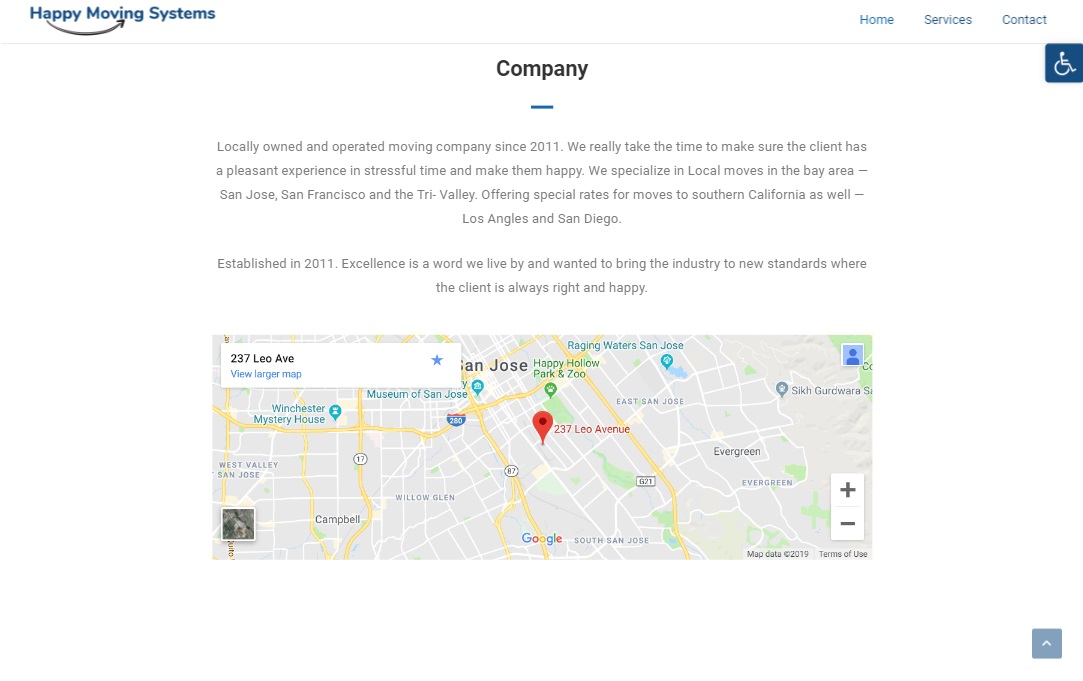 Happy Moving Systems
Home Services Contact
Company
Locally owned and operated moving company since 2011. We really take the time to make sure the client has
a pleasant experience in stressful time and make them happy. We specialize in Local moves in the bay area —
San Jose, San Francisco and the Tri- Valley. Offering special rates for moves to southern California as well —
Los Angles and San Diego.
Established in 2011. Excellence is a word we live by and wanted to bring the industry to new standards where
the client is always right and happy.
237 Leo Ave
View larger map
San Jose
Raging Waters San Jose
Happy Hollow
Park & Zoo
Museum of San Jose
Sikh Gurdwara Sa
EAST SAN JOSE
Winchester
Mystery House
280
237 Leo Avenue
17
87
G21
Evergreen
WEST VALLEY
SAN JOSE
EVERGREEN
WILLOW GLEN
Campbell
Google
SOUTH SAN JOSE
Map data ©2019 Terms of Use